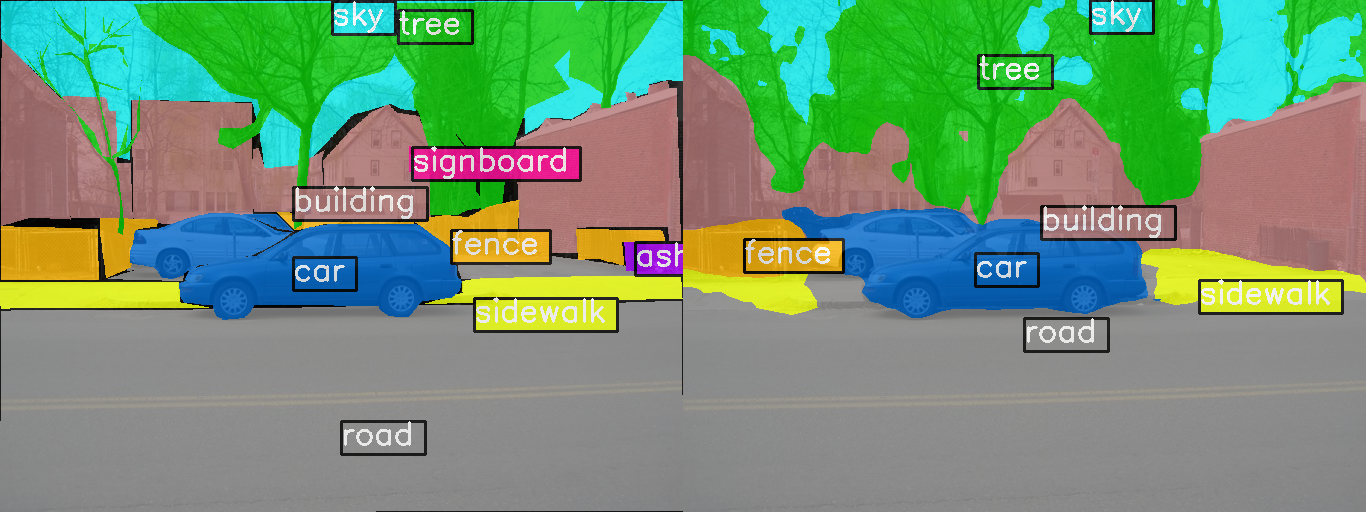 sky
tree
signboard
building
fence
ash
car
sidewalk
road
sky
tree
building
fence
car
sidewalk
road